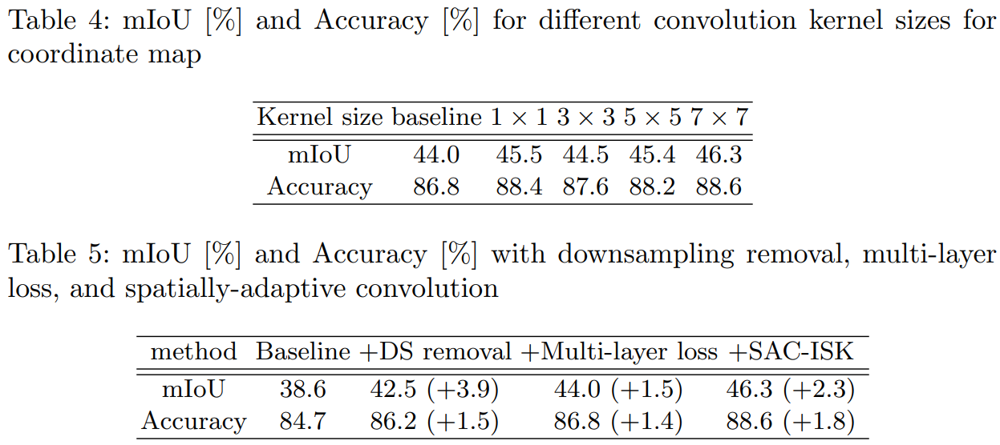 Table 4: mIoU [%] and Accuracy [%] for different convolution kernel sizes for
coordinate map
Kernel size baseline 1 × 1 3 × 3 5 × 5 7 × 7
mIoU 44.0 45.5 44.5 45.4 46.3
Accuracy 86.8 88.4 87.6 88.2 88.6
Table 5: mIoU [%] and Accuracy [%] with downsampling removal, multi-layer
loss, and spatially-adaptive convolution
method Baseline +DS removal +Multi-layer loss +SAC-ISK
mIoU 38.6 42.5 (+3.9) 44.0 (+1.5) 46.3 (+2.3)
Accuracy 84.7 86.2 (+1.5) 86.8 (+1.4) 88.6 (+1.8)